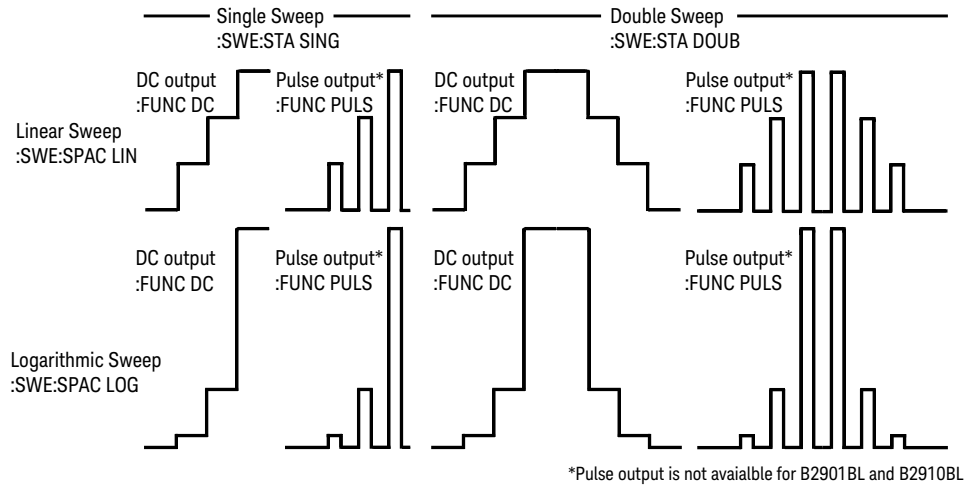 Single Sweep
:SWE:STA SING
Double Sweep
:SWE:STA DOUB
DC output
:FUNC DC
Pulse output*
:FUNC PULS
DC output
:FUNC DC
Pulse output*
:FUNC PULS
Linear Sweep
:SWE:SPAC LIN
DC output
:FUNC DC
Pulse output*
:FUNC PULS
DC output
:FUNC DC
Pulse output*
:FUNC PULS
Logarithmic Sweep
:SWE:SPAC LOG
*Pulse output is not avaialble for B2901BL and B2910BL